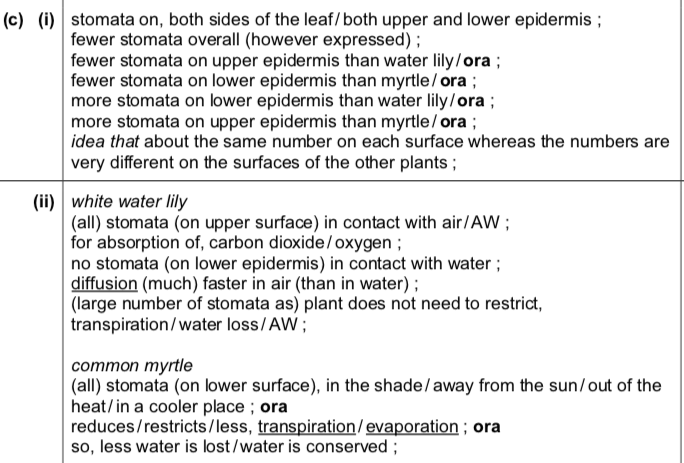 (c) (i) stomata on, both sides of the leaf/both upper and lower epidermis ;
fewer stomata overall (however expressed) ;
fewer stomata on upper epidermis than water lily/ora ;
fewer stomata on lower epidermis than myrtle/ora ;
more stomata on lower epidermis than water lily/ora ;
more stomata on upper epidermis than myrtle/ora ;
idea that about the same number on each surface whereas the numbers are
very different on the surfaces of the other plants ;
(ii) white water lily
(all) stomata (on upper surface) in contact with air/AW ;
for absorption of, carbon dioxide/oxygen ;
no stomata (on lower epidermis) in contact with water ;
diffusion (much) faster in air (than in water) ;
(large number of stomata as) plant does not need to restrict,
transpiration/water loss/AW ;
common myrtle
(all) stomata (on lower surface), in the shade/away from the sun/out of the
heat/in a cooler place ; ora
reduces/restricts/less, transpiration/evaporation ; ora
so, less water is lost/water is conserved ;